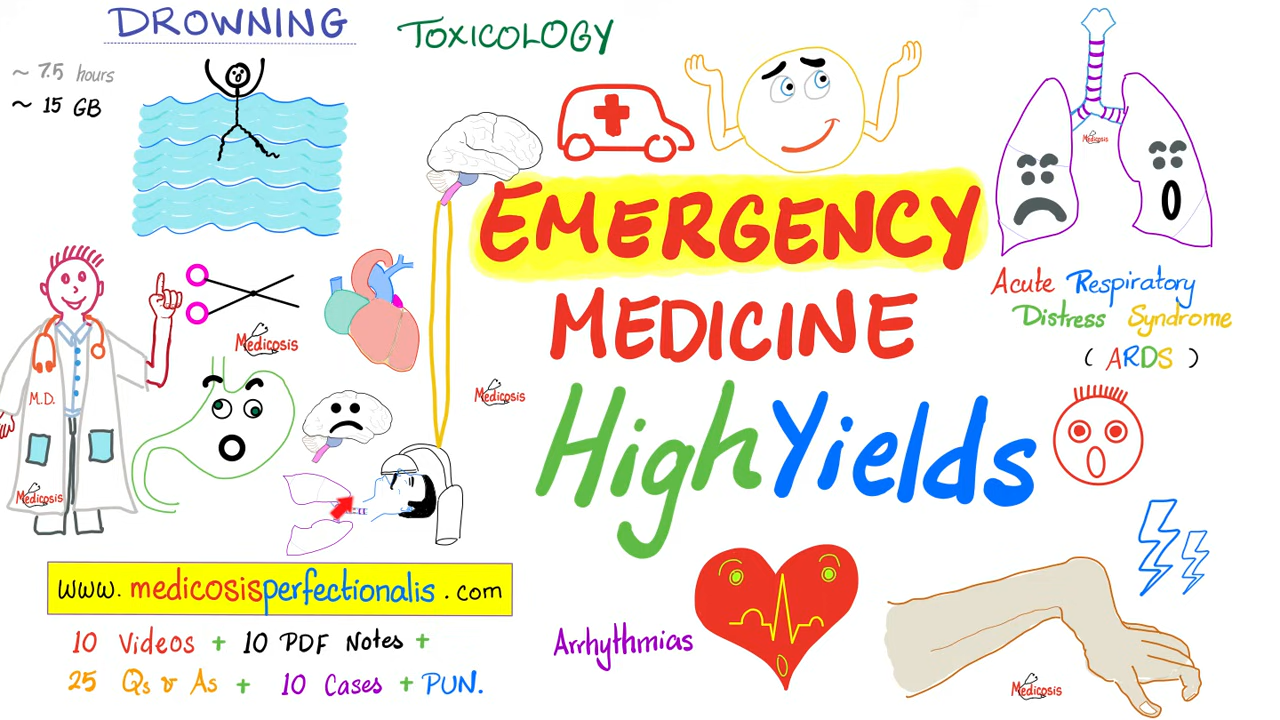 DROWNING
TOXICOLOGY
~ 7.5 hours
~ 15 GB
EMERGENCY
MEDICINE
High Yields
Medicosis
Acute Respiratory
Distress Syndrome
( ARDS )
Medicosis
Medicosis
M.D.
Medicosis
www.medicosisperfectionalis.com
10 Videos + 10 PDF Notes +
25 Qs & As + 10 Cases + PUN.
Arrhythmias
Medicosis